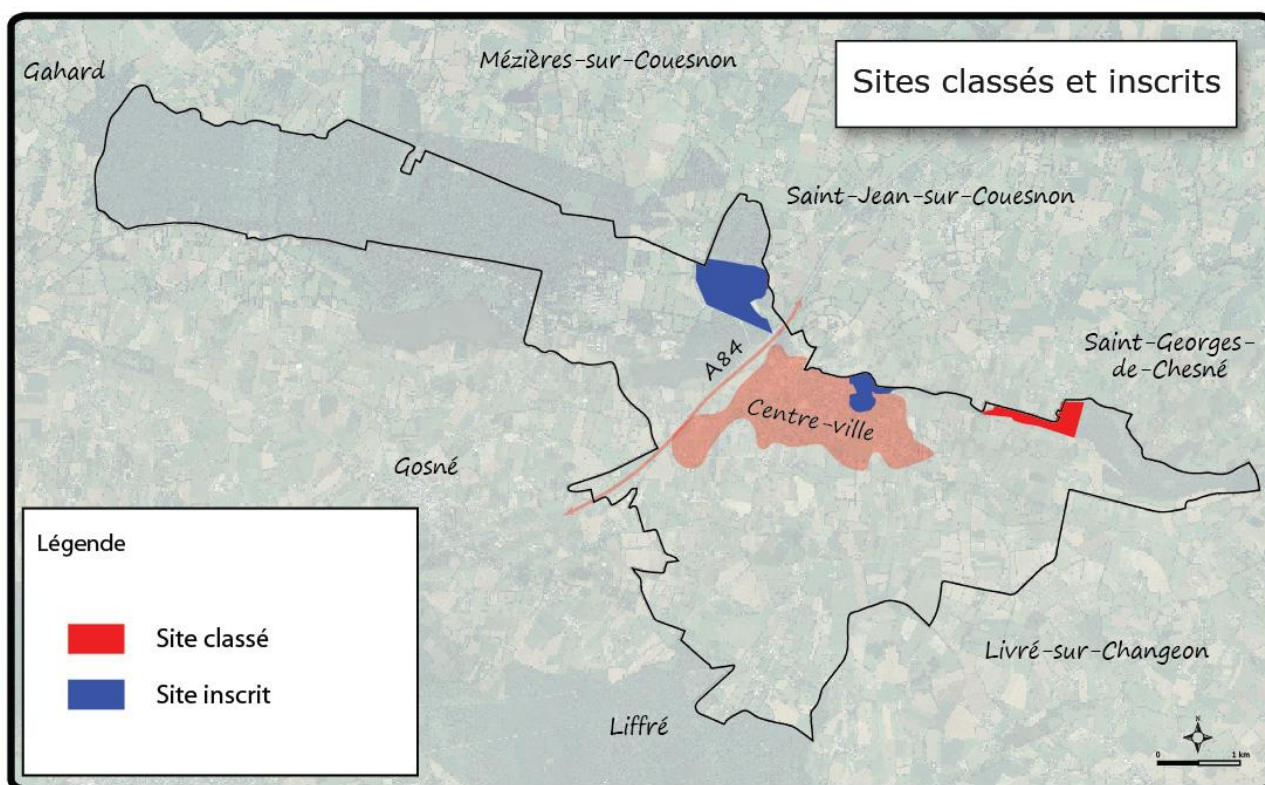 Sites classés et inscrits
Mézières-sur-Couesnon
Gahard
Saint-Jean-sur-Couesnon
Saint-Georges-
de-Chesné
A84
Centre-ville
Gosné
Légende
Site classé
Site inscrit
Livré-sur-Changeon
Liffré
N
0 1 km